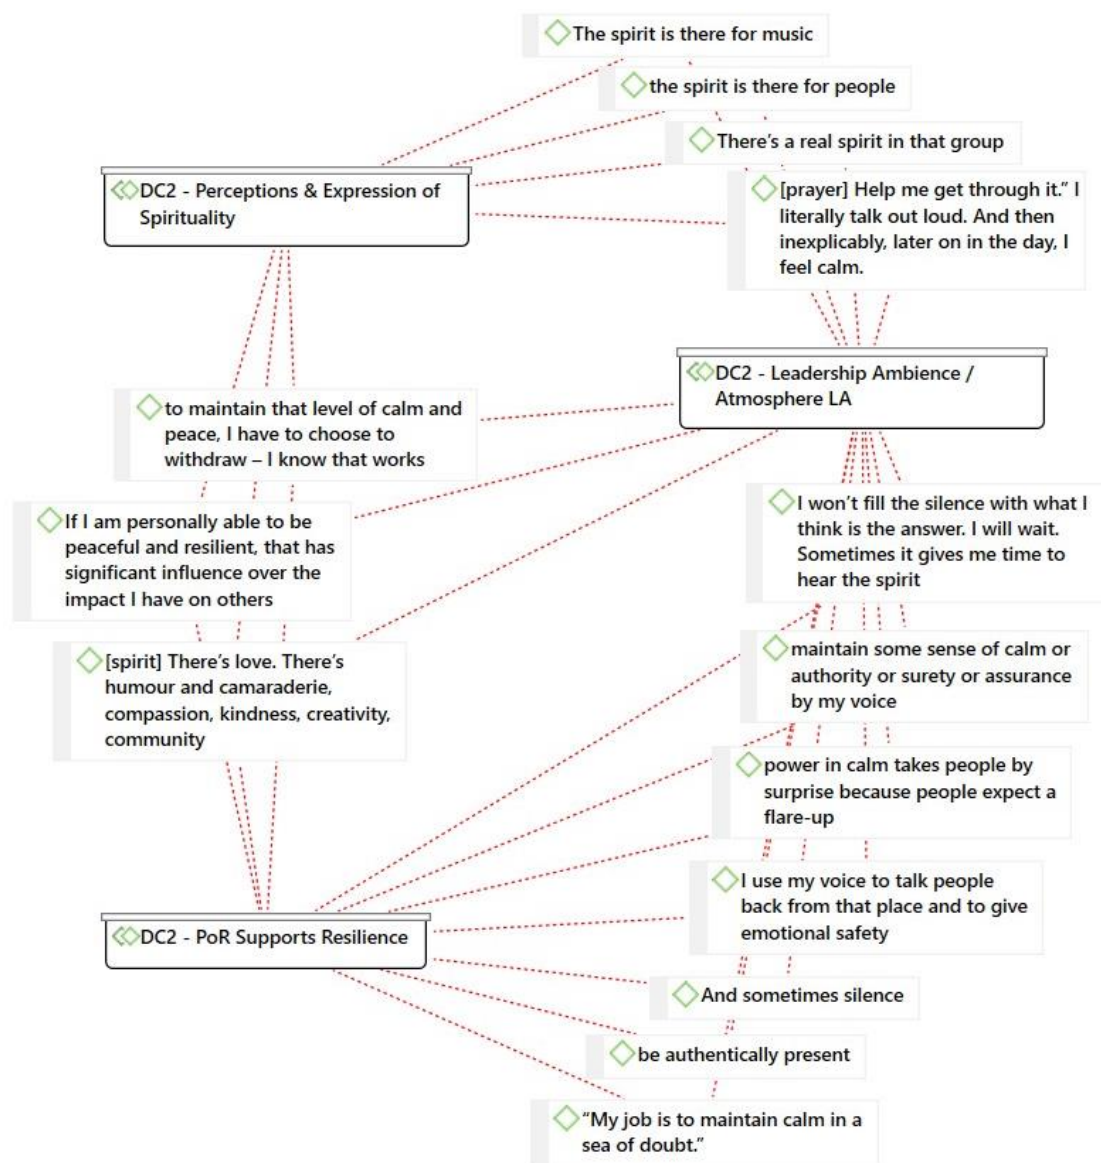 The spirit is there for music
the spirit is there for people
There’s a real spirit in that group
DC2 - Perceptions & Expression of
Spirituality
[prayer] Help me get through it.” I
literally talk out loud. And then
inexplicably, later on in the day, I
feel calm.
DC2 - Leadership Ambience /
Atmosphere LA
to maintain that level of calm and
peace, I have to choose to
withdraw – I know that works
If I am personally able to be
peaceful and resilient, that has
significant influence over the
impact I have on others
[spirit] There’s love. There’s
humour and camaraderie,
compassion, kindness, creativity,
community
I won’t fill the silence with what I
think is the answer. I will wait.
Sometimes it gives me time to
hear the spirit
maintain some sense of calm or
authority or surety or assurance
by my voice
power in calm takes people by
surprise because people expect a
flare-up
I use my voice to talk people
back from that place and to give
emotional safety
DC2 - PoR Supports Resilience
And sometimes silence
be authentically present
“My job is to maintain calm in a
sea of doubt.”